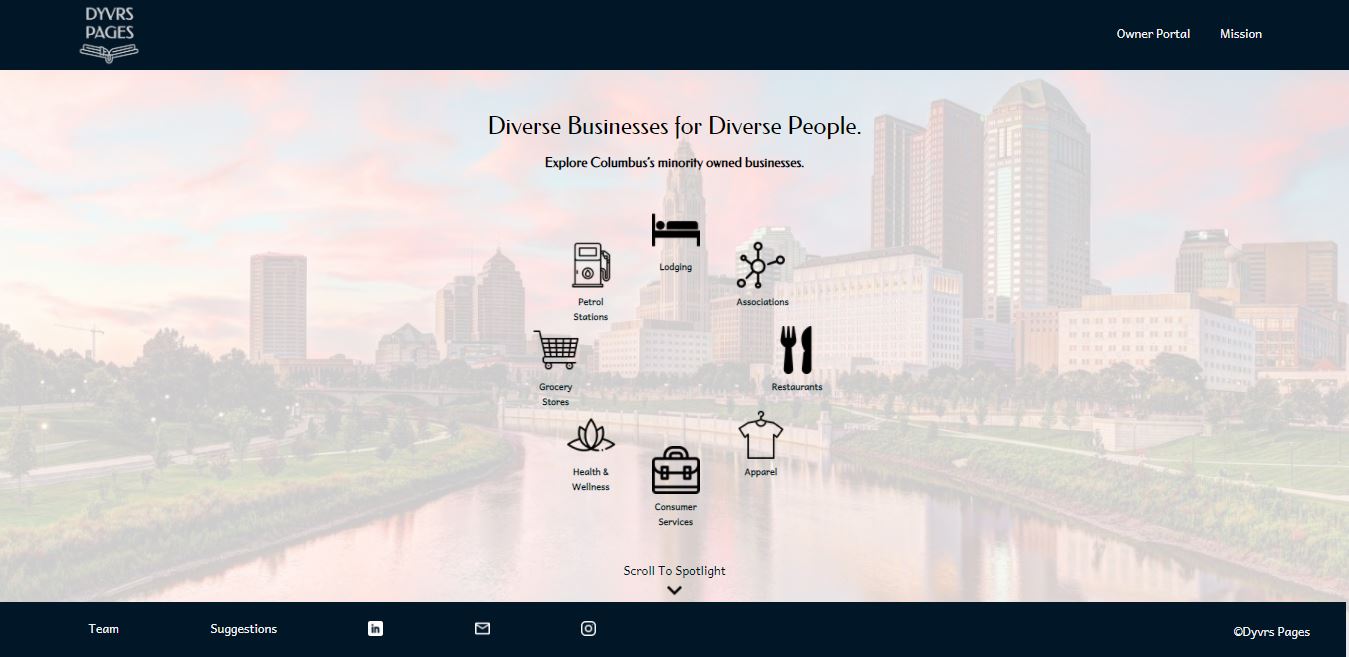 DYVRS
PAGES
Owner Portal
Mission
Diverse Businesses for Diverse People.
Explore Columbus's minority owned businesses.
Lodging
Petrol
Stations
Associations
Grocery
Stores
Restaurants
Health &
Wellness
Apparel
Consumer
Services
Scroll To Spotlight
Team
Suggestions
in
©Dyvrs Pages